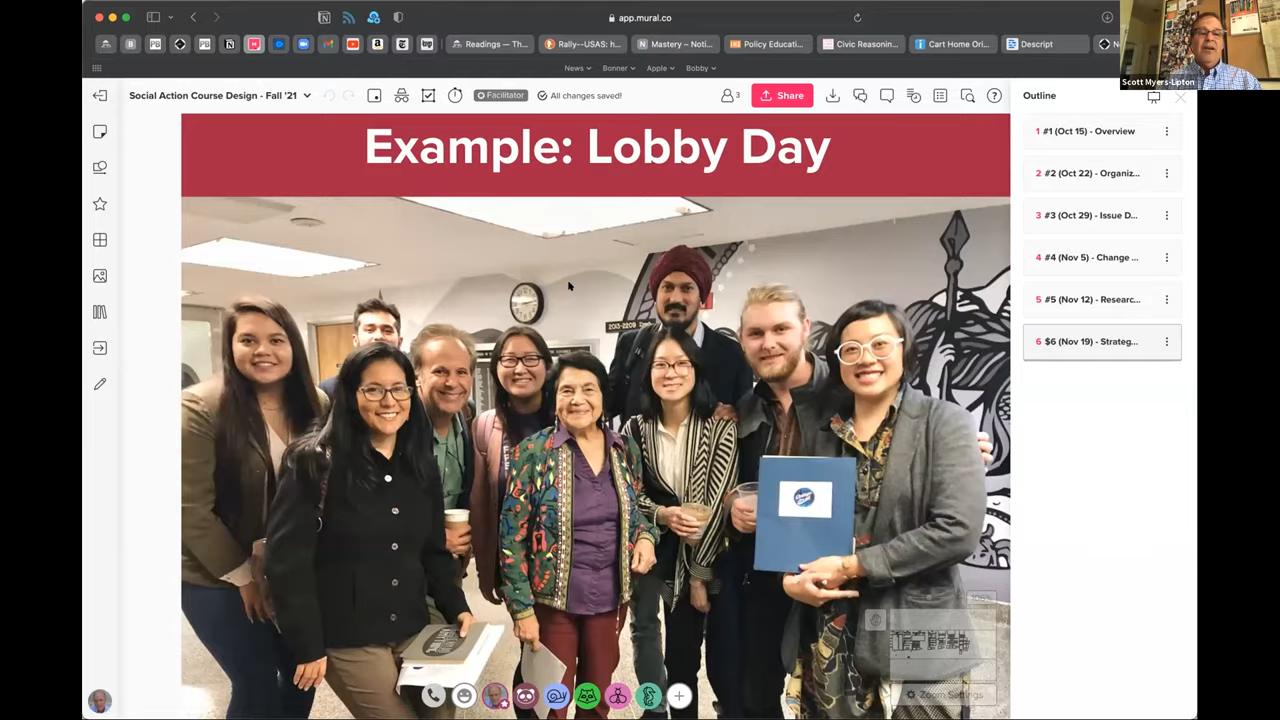 app.mural.co
Readings — Th...
Rally--USAS: h...
Mastery – Noti...
Policy Educati...
Civic Reasonin...
Cart Home Ori...
Descript
News
Bonner
Apple
Bobby
Scott Myers-Lipton
Social Action Course Design - Fall '21
Facilitator
All changes saved!
3
Share
Outline
1 #1 (Oct 15) - Overview
2 #2 (Oct 22) - Organiz...
3 #3 (Oct 29) - Issue D...
4 #4 (Nov 5) - Change ...
5 #5 (Nov 12) - Researc...
6 $6 (Nov 19) - Strateg...
Example: Lobby Day
Zoom Settings